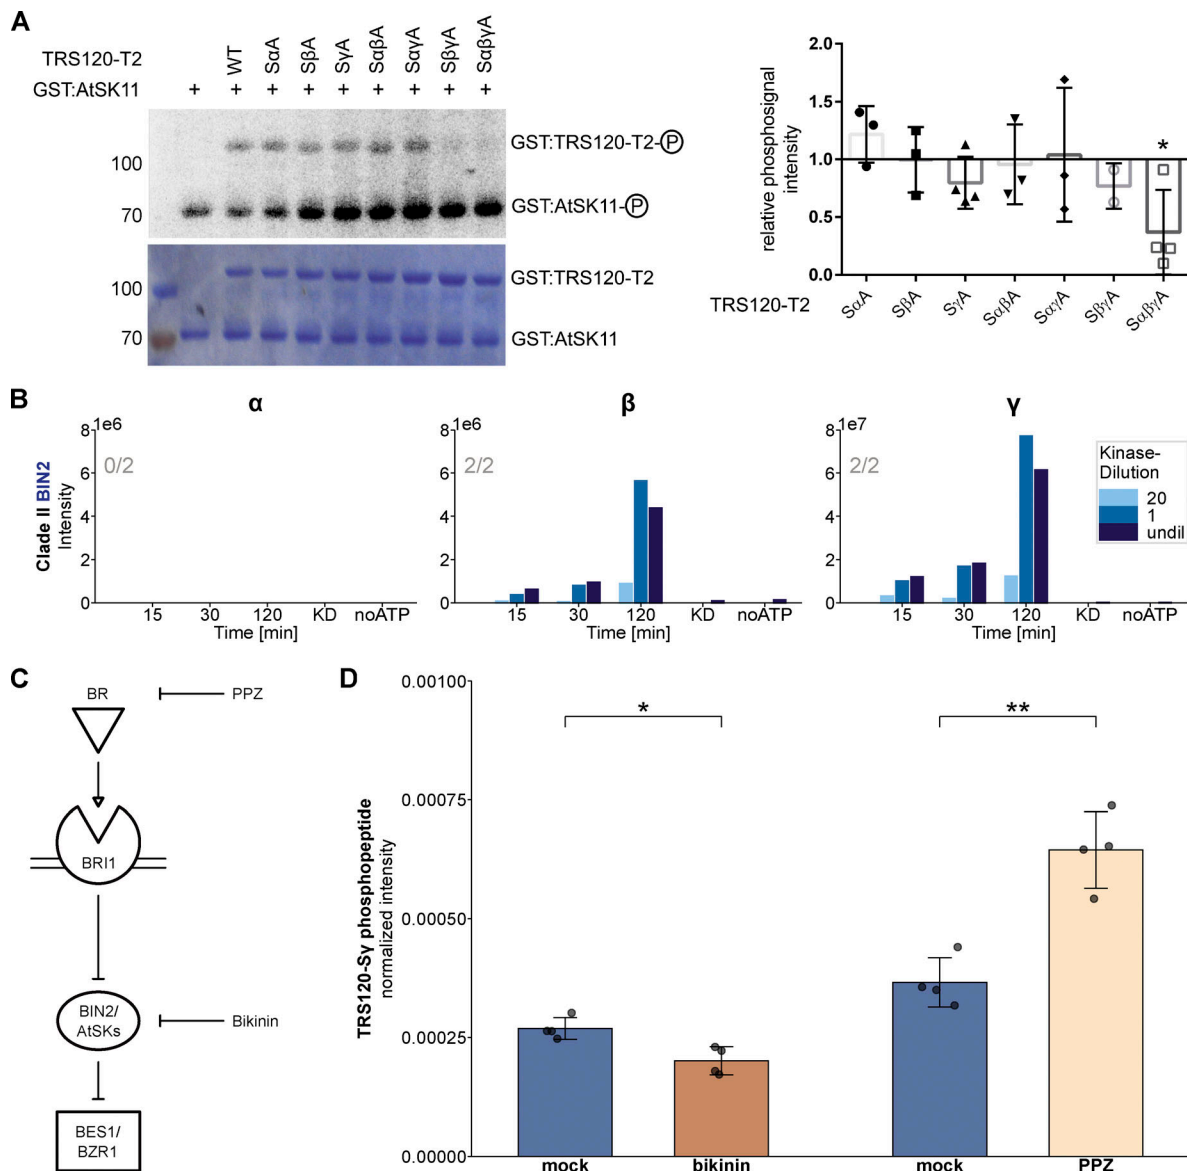 A
TRS120-T2
WT
SαA
SβA
SγA
SαβA
SαγA
SβγA
SαβγA
GST:AtSK11
+ + + + + + + + +
GST:TRS120-T2-P
100
70
GST:AtSK11-P
GST:TRS120-T2
100
70
GST:AtSK11
relative phosphosignal
intensity
2.0
1.5
1.0
0.5
0.0
*
TRS120-T2
SαA
SβA
SγA
SαβA
SαγA
SβγA
SαβγA
B
Clade II BIN2
Intensity
α
1e6
8
6
4
2
0
0/2
15 30 120 KD noATP
Time [min]
β
1e6
8
6
4
2
0
2/2
15 30 120 KD noATP
Time [min]
γ
1e7
8
6
4
2
0
2/2
15 30 120 KD noATP
Time [min]
Kinase-
Dilution
20
1
undil
C
BR
PPZ
BRI1
BIN2/
AtSKs
Bikinin
BES1/
BZR1
D
TRS120-Sγ phosphopeptide
normalized intensity
0.00100
0.00075
0.00050
0.00025
0.00000
*
**
mock bikinin mock PPZ